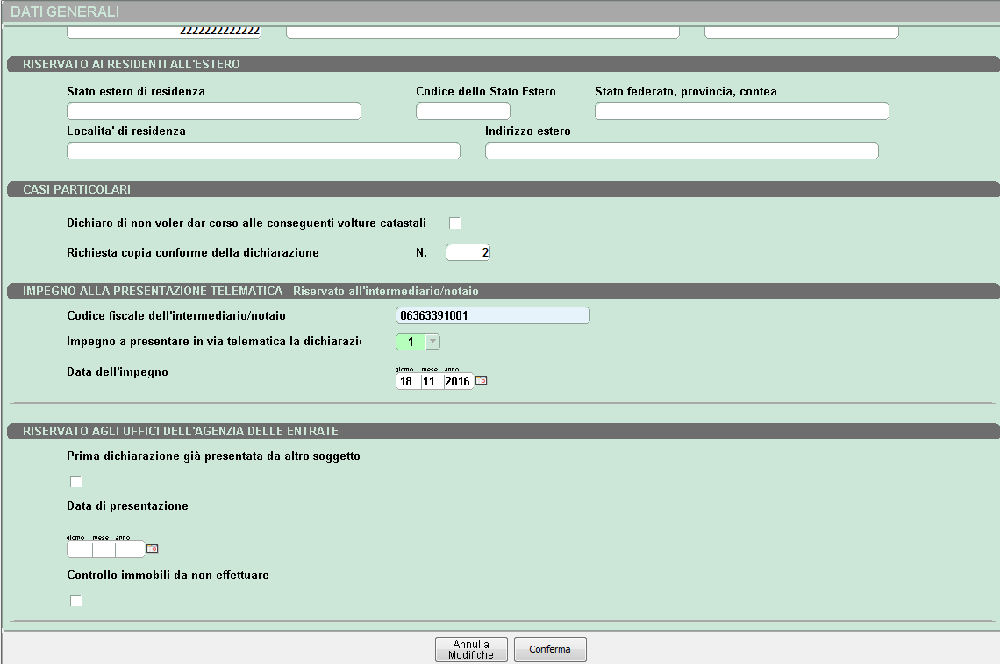 DATI GENERALI
2222222222222
RISERVATO AI RESIDENTI ALL'ESTERO
Stato estero di residenza Codice dello Stato Estero Stato federato, provincia, contea
Localita' di residenza Indirizzo estero
CASI PARTICOLARI
Dichiaro di non voler dar corso alle conseguenti volture catastali
Richiesta copia conforme della dichiarazione N. 2
IMPEGNO ALLA PRESENTAZIONE TELEMATICA - Riservato all'intermediario/notaio
Codice fiscale dell'intermediario/notaio 06363391001
Impegno a presentare in via telematica la dichiarazio 1
giorno mese anno
Data dell'impegno 18 11 2016
RISERVATO AGLI UFFICI DELL'AGENZIA DELLE ENTRATE
Prima dichiarazione già presentata da altro soggetto
Data di presentazione
giorno mese anno
Controllo immobili da non effettuare
Annulla
Modifiche
Conferma